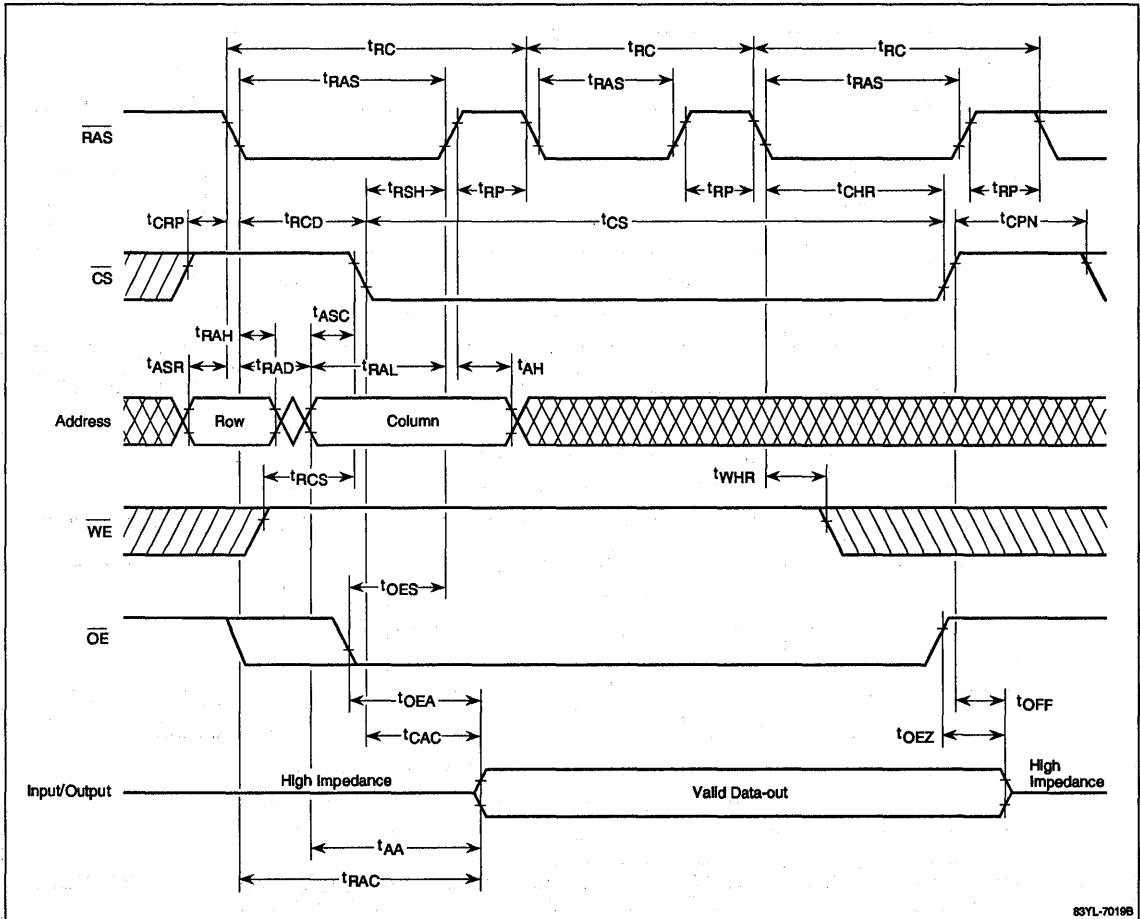 tRC tRC tRC
tRAS tRAS tRAS
RAS
tRSH tRP tRP tCHR tRP
tCRP tRCD tCS tCPN
CS
tRAH tASC
tASR tRAD tRAL tAH
Address Row Column
tRCS tWHR
WE
tOES
OE
tOEA tOFF
tCAC tOEZ
Input/Output High Impedance Valid Data-out High Impedance
tAA
tRAC
83YL-7019B